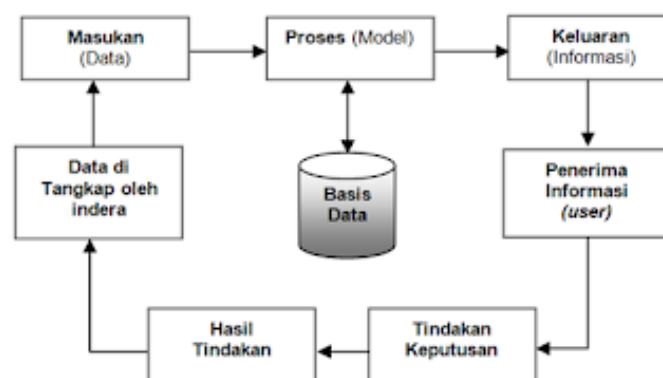 Masukan
(Data)
Proses (Model)
Keluaran
(Informasi)
Data di
Tangkap oleh
indera
Basis
Data
Penerima
Informasi
(user)
Hasil
Tindakan
Tindakan
Keputusan